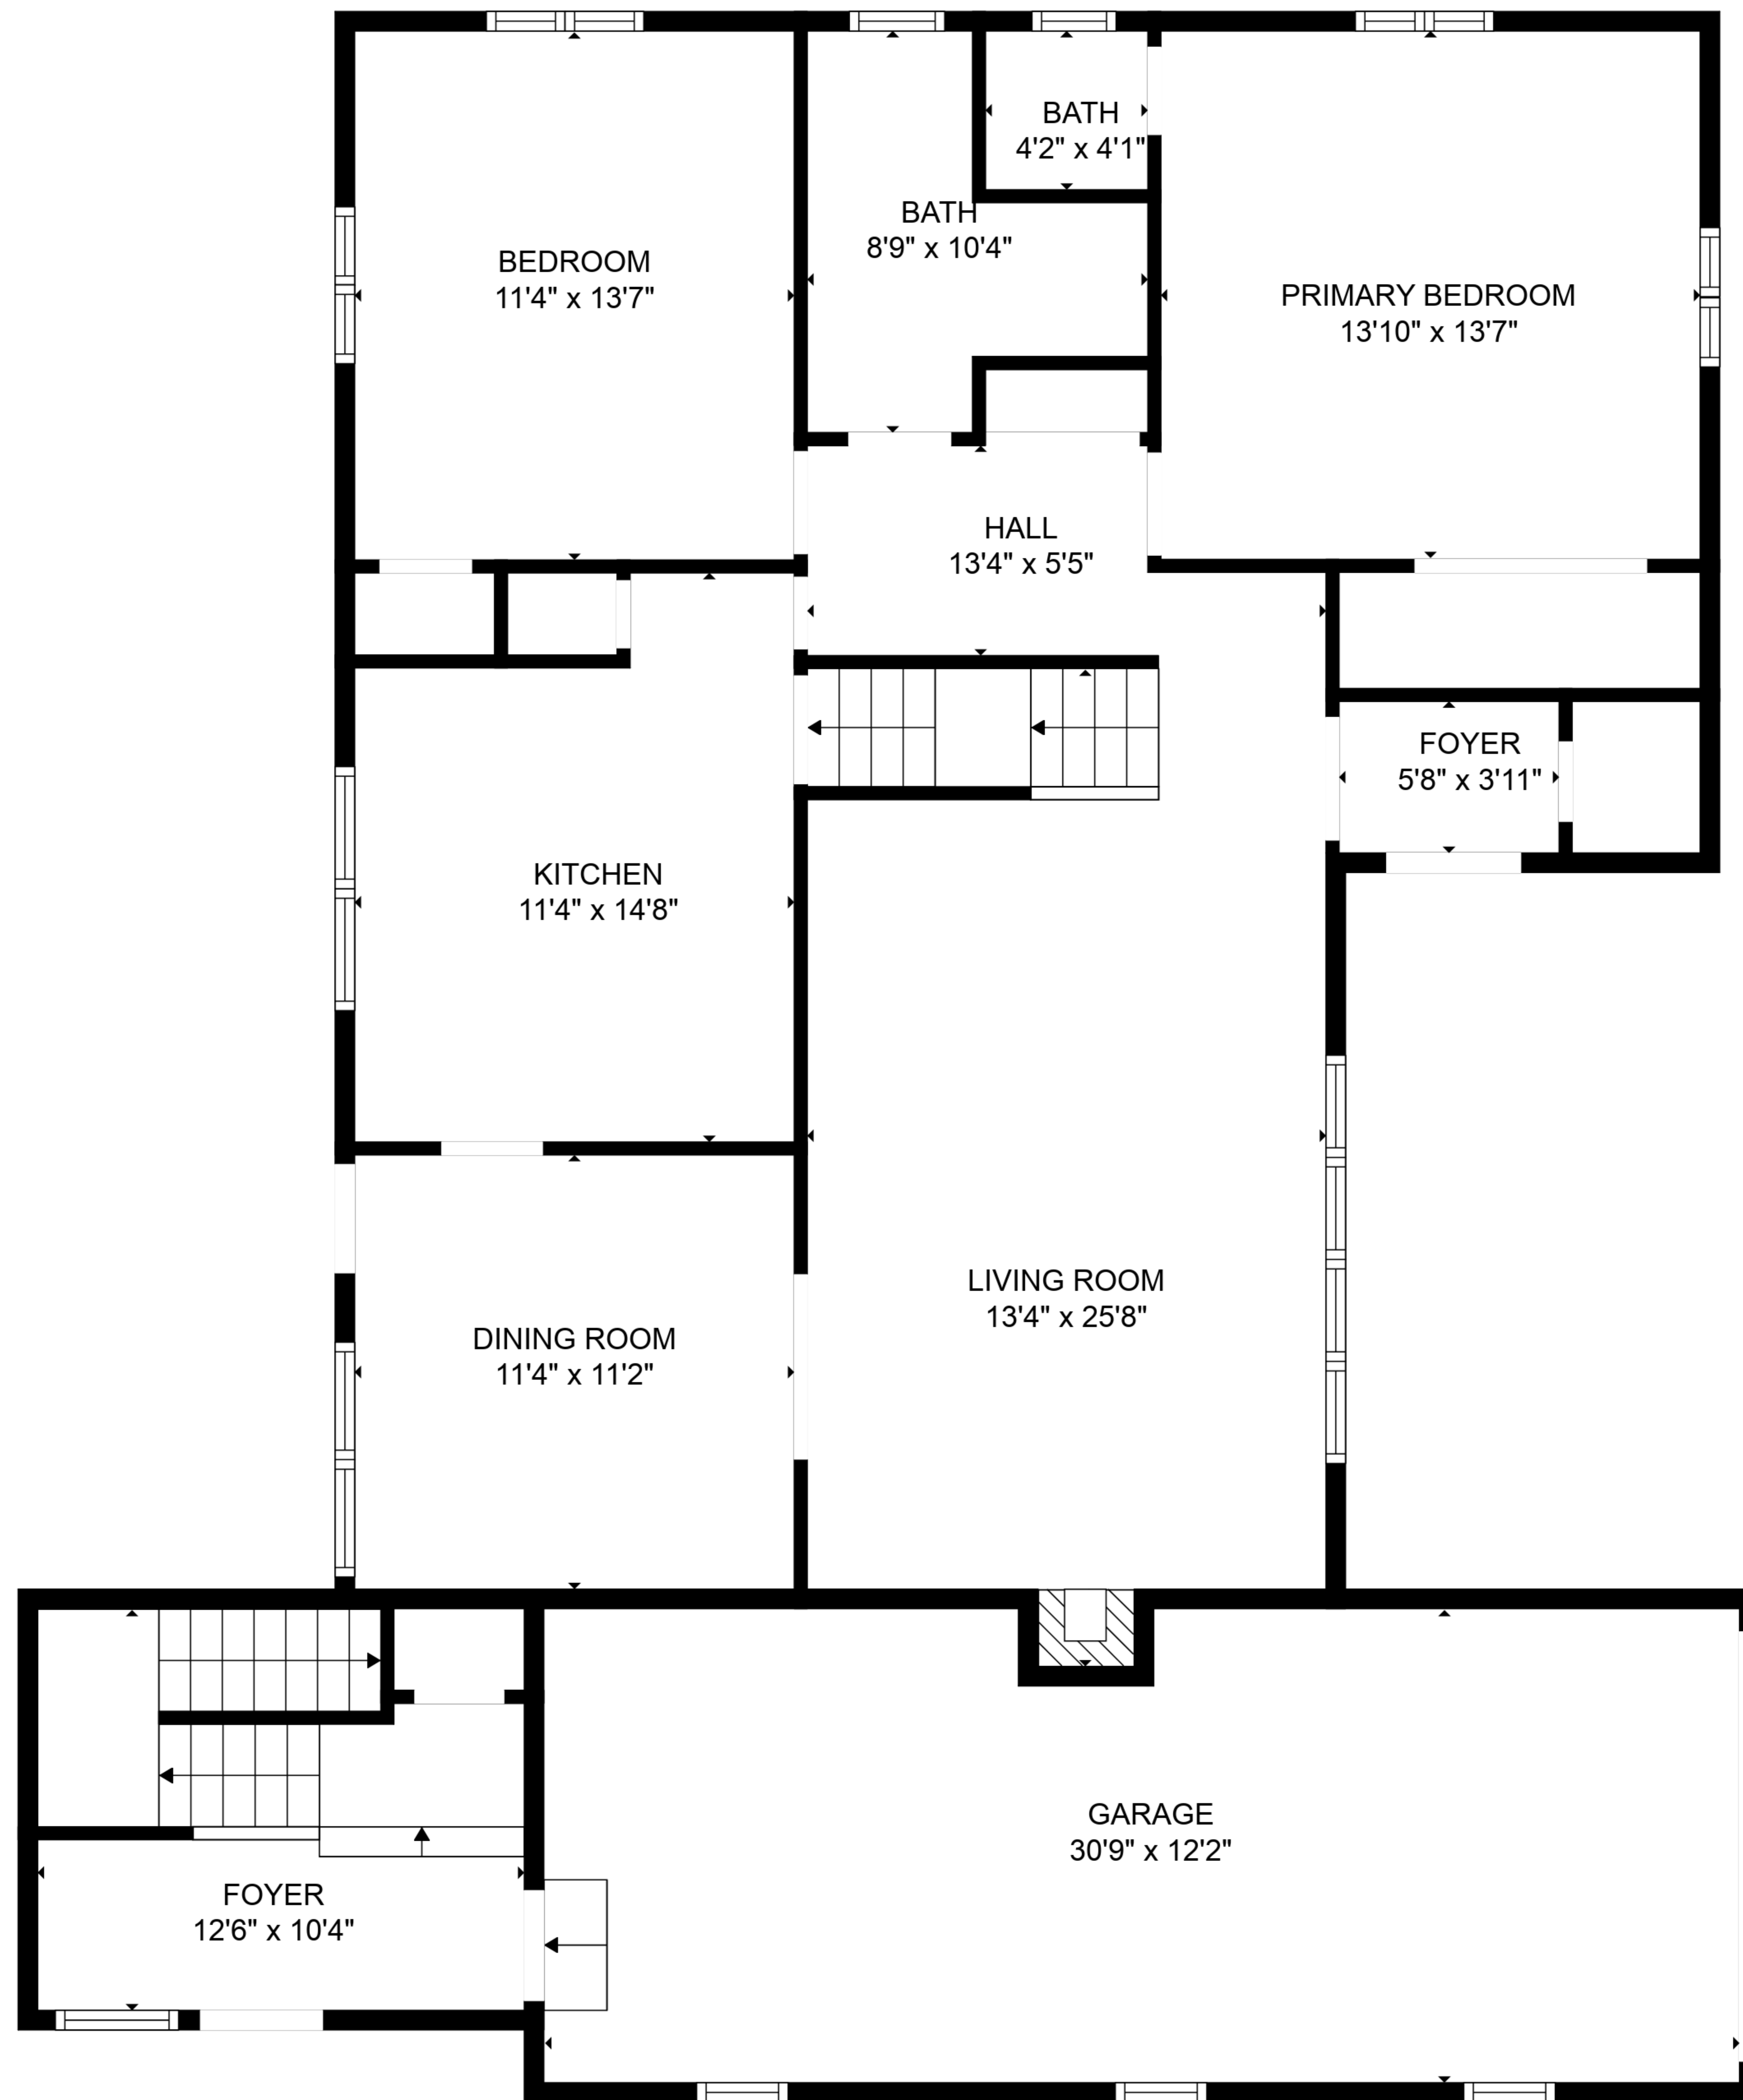 BATH
4'2" x 4'1"
BATH
8'9" x 10'4"
BEDROOM
11'4" x 13'7"
PRIMARY BEDROOM
13'10" x 13'7"
HALL
13'4" x 5'5"
FOYER
5'8" x 3'11"
KITCHEN
11'4" x 14'8"
LIVING ROOM
13'4" x 25'8"
DINING ROOM
11'4" x 11'2"
GARAGE
30'9" x 12'2"
FOYER
12'6" x 10'4"